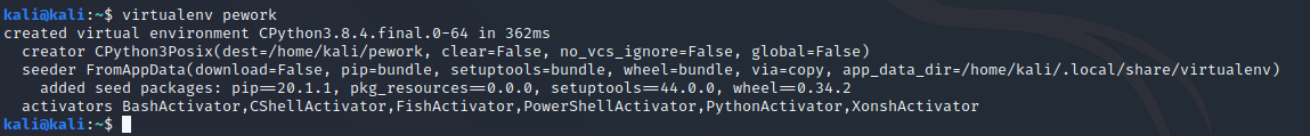 kali@kali:~$ virtualenv pework
created virtual environment CPython3.8.4.final.0-64 in 362ms
  creator CPython3Posix(dest=/home/kali/pework, clear=False, no_vcs_ignore=False, global=False)
  seeder FromAppData(download=False, pip=bundle, setuptools=bundle, wheel=bundle, via=copy, app_data_dir=/home/kali/.local/share/virtualenv)
    added seed packages: pip==20.1.1, pkg_resources==0.0.0, setuptools==44.0.0, wheel==0.34.2
  activators BashActivator,CShellActivator,FishActivator,PowerShellActivator,PythonActivator,XonshActivator
kali@kali:~$